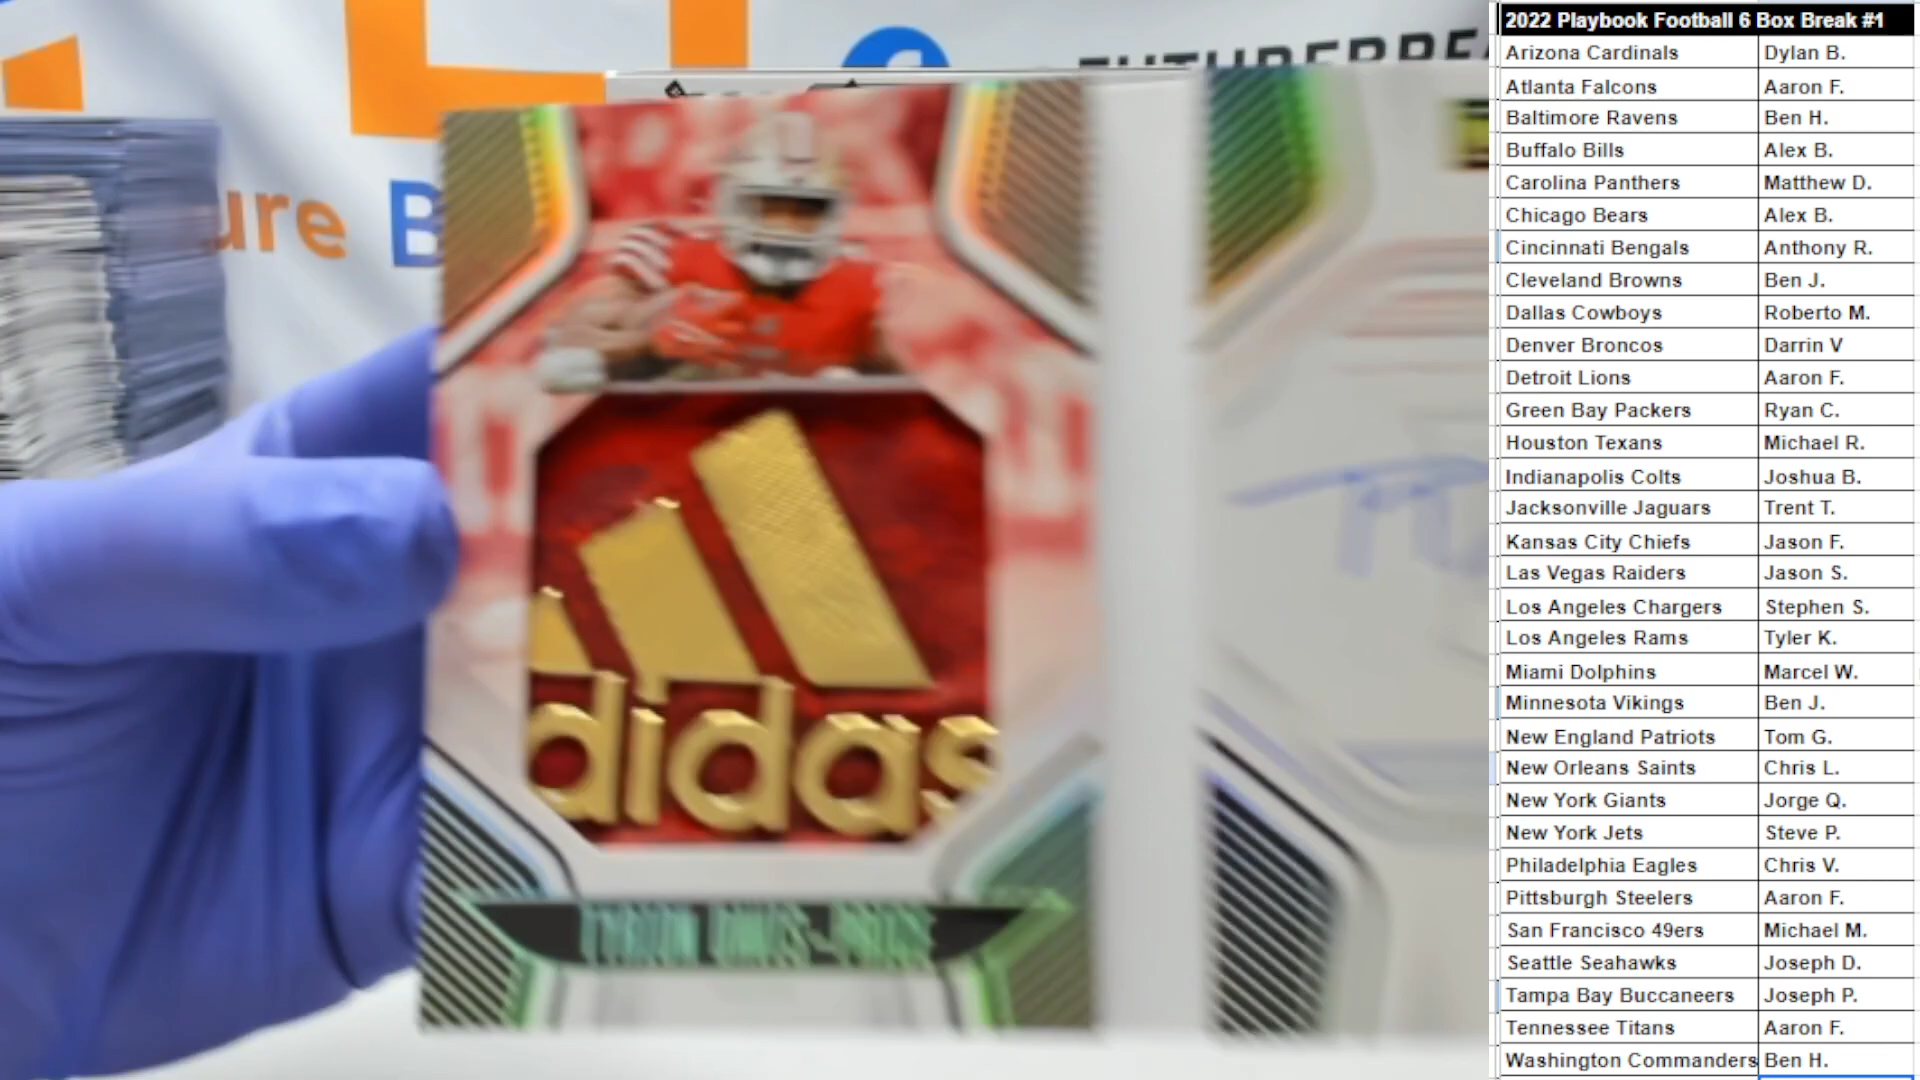 2022 Playbook Football 6 Box Break #1
Arizona Cardinals Dylan B.
Atlanta Falcons Aaron F.
Baltimore Ravens Ben H.
Buffalo Bills Alex B.
Carolina Panthers Matthew D.
Chicago Bears Alex B.
Cincinnati Bengals Anthony R.
Cleveland Browns Ben J.
Dallas Cowboys Roberto M.
Denver Broncos Darrin V
Detroit Lions Aaron F.
Green Bay Packers Ryan C.
Houston Texans Michael R.
Indianapolis Colts Joshua B.
Jacksonville Jaguars Trent T.
Kansas City Chiefs Jason F.
Las Vegas Raiders Jason S.
Los Angeles Chargers Stephen S.
Los Angeles Rams Tyler K.
Miami Dolphins Marcel W.
Minnesota Vikings Ben J.
New England Patriots Tom G.
New Orleans Saints Chris L.
New York Giants Jorge Q.
New York Jets Steve P.
Philadelphia Eagles Chris V.
Pittsburgh Steelers Aaron F.
San Francisco 49ers Michael M.
Seattle Seahawks Joseph D.
Tampa Bay Buccaneers Joseph P.
Tennessee Titans Aaron F.
Washington Commanders Ben H.
ure B
didas